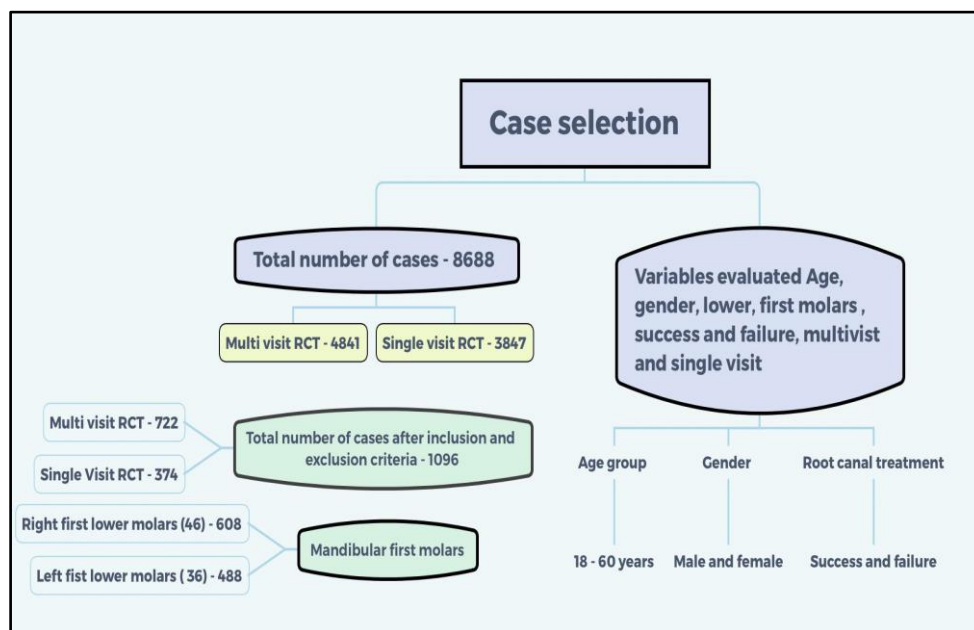 Case selection
Total number of cases - 8688
Multi visit RCT - 4841
Single visit RCT - 3847
Variables evaluated Age,
gender, lower, first molars ,
success and failure, multivist
and single visit
Multi visit RCT - 722
Single Visit RCT - 374
Total number of cases after inclusion and
exclusion criteria - 1096
Right first lower molars (46) - 608
Left fist lower molars ( 36) - 488
Mandibular first molars
Age group
Gender
Root canal treatment
18 - 60 years
Male and female
Success and failure